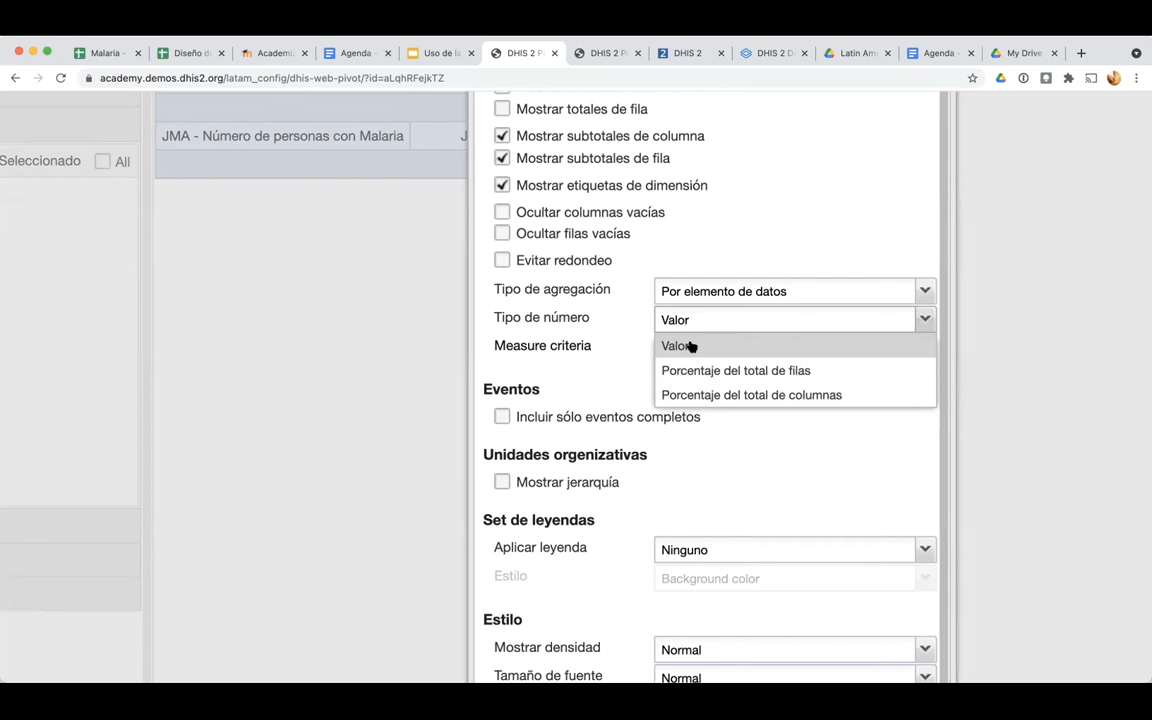 Malaria -
Diseño d
Academi
Agenda -
Uso de la
DHIS 2 P
DHIS 2 Pi
DHIS 2
DHIS 2 D
Latin Am
Agenda -
My Drive
academy.demos.dhis2.org/latam_config/dhis-web-pivot/?id=aLqhRFejkTZ
Mostrar totales de fila
JMA - Número de personas con Malaria
J
Mostrar subtotales de columna
Seleccionado
All
Mostrar subtotales de fila
Mostrar etiquetas de dimensión
Ocultar columnas vacías
Ocultar filas vacías
Evitar redondeo
Tipo de agregación
Por elemento de datos
Tipo de número
Valor
Measure criteria
Valor
Porcentaje del total de filas
Porcentaje del total de columnas
Eventos
Incluir sólo eventos completos
Unidades orgenizativas
Mostrar jerarquía
Set de leyendas
Aplicar leyenda
Ninguno
Estilo
Background color
Estilo
Mostrar densidad
Normal
Tamaño de fuente
Normal